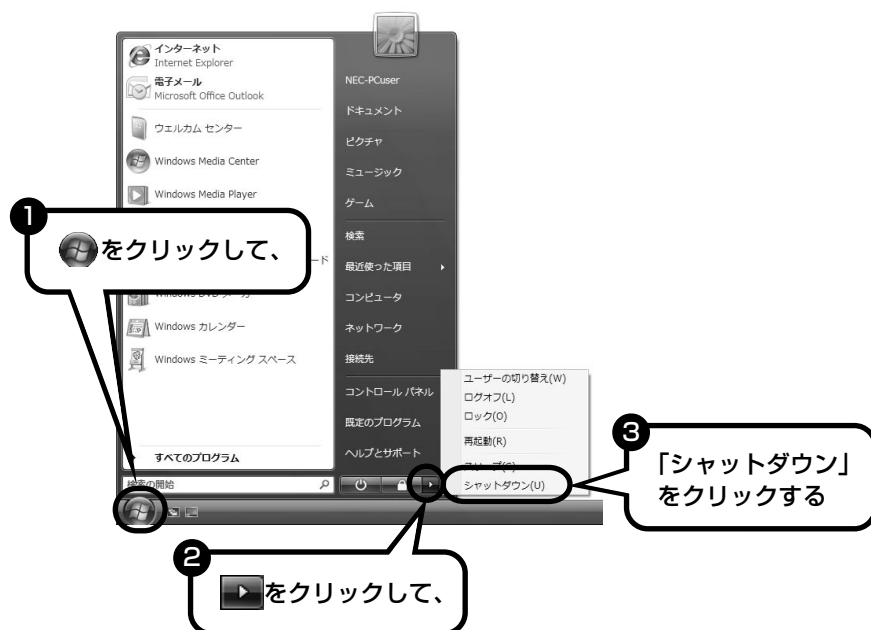 インターネット
Internet Explorer
電子メール
Microsoft Office Outlook
ウェルカム センター
Windows Media Center
Windows Media Player
ード
Windows DVD
Windows カレンダー
Windows ミーティング スペース
すべてのプログラム
検索の開始
NEC-PCuser
ドキュメント
ピクチャ
ミュージック
ゲーム
検索
最近使った項目
コンピュータ
ネットワーク
接続先
コントロール パネル
既定のプログラム
ヘルプとサポート
ユーザーの切り替え(W)
ログオフ(L)
ロック(O)
再起動(R)
シャットダウン(U)
1
をクリックして、
2
をクリックして、
3
「シャットダウン」
をクリックする